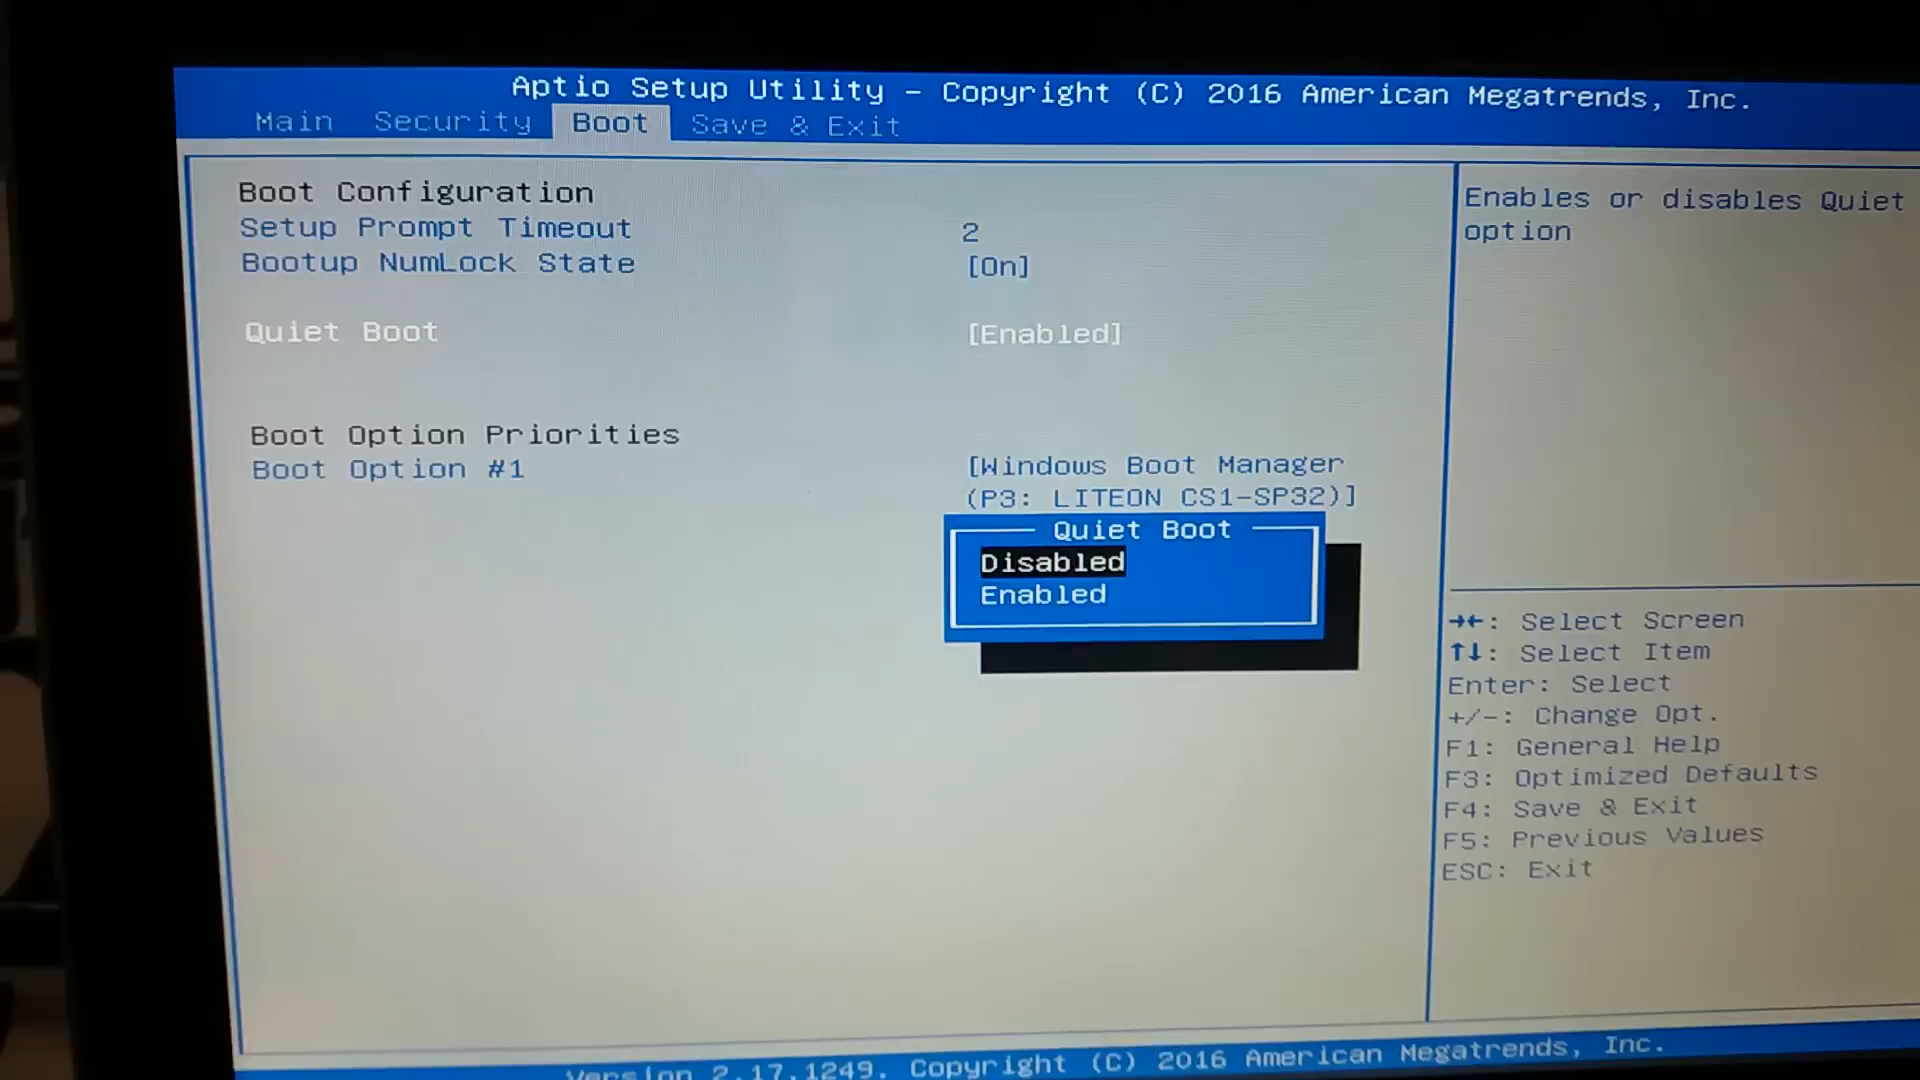 Aptio Setup Utility – Copyright (C) 2016 American Megatrends, Inc.
Main Security Boot Save & Exit
Boot Configuration
Setup Prompt Timeout 2
Bootup NumLock State [On]
Quiet Boot [Enabled]
Boot Option Priorities
Boot Option #1 [Windows Boot Manager
(P3: LITEON CS1-SP32)]
Quiet Boot
Disabled
Enabled
Enables or disables Quiet
option
→←: Select Screen
↑↓: Select Item
Enter: Select
+/-: Change Opt.
F1: General Help
F3: Optimized Defaults
F4: Save & Exit
F5: Previous Values
ESC: Exit
Version 2.17.1249. Copyright (C) 2016 American Megatrends, Inc.